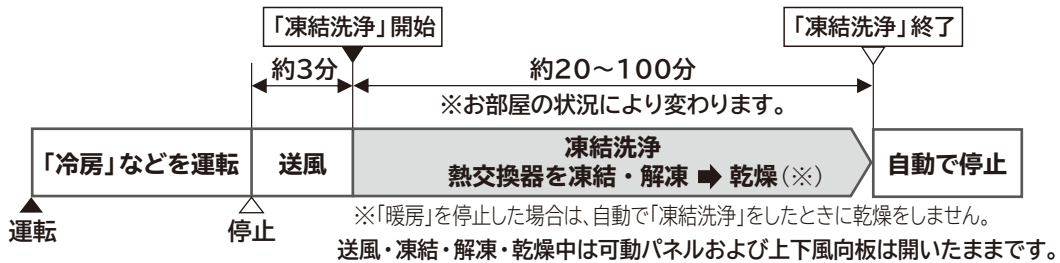 「凍結洗浄」開始
「凍結洗浄」終了
約3分
約20～100分
※お部屋の状況により変わります。
「冷房」などを運転
送風
凍結洗浄
熱交換器を凍結・解凍 ➡ 乾燥(※)
自動で停止
運転
停止
※「暖房」を停止した場合は、自動で「凍結洗浄」をしたときに乾燥をしません。
送風・凍結・解凍・乾燥中は可動パネルおよび上下風向板は開いたままです。